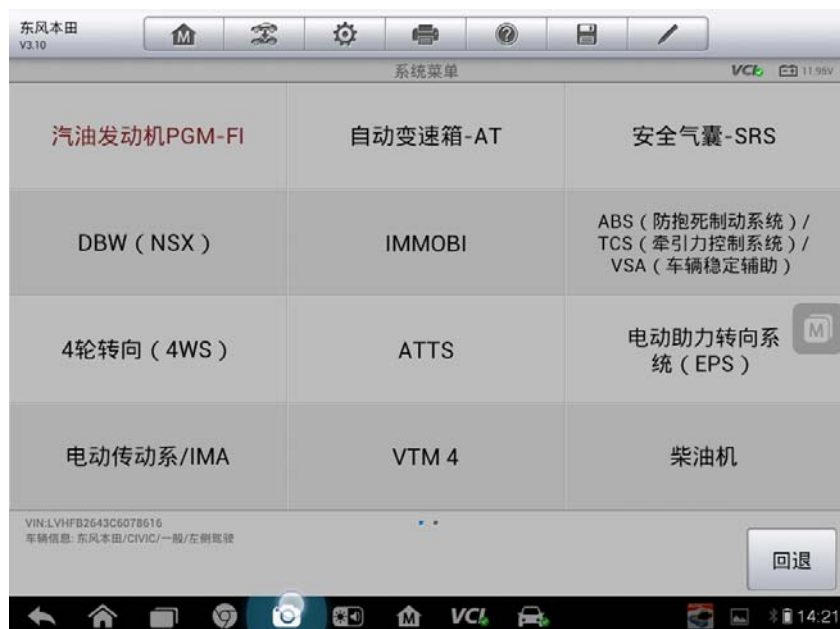 东风本田
V3.10
系统菜单
VCI
11.95V
汽油发动机PGM-FI
自动变速箱-AT
安全气囊-SRS
DBW（NSX）
IMMOBI
ABS（防抱死制动系统）/
TCS（牵引力控制系统）/
VSA（车辆稳定辅助）
4轮转向（4WS）
ATTS
电动助力转向系
统（EPS）
M
电动传动系/IMA
VTM 4
柴油机
VIN:LVHFB2643C6078616
车辆信息: 东风本田/CIVIC/一般/左侧驾驶
回退
M
VCI
14:21